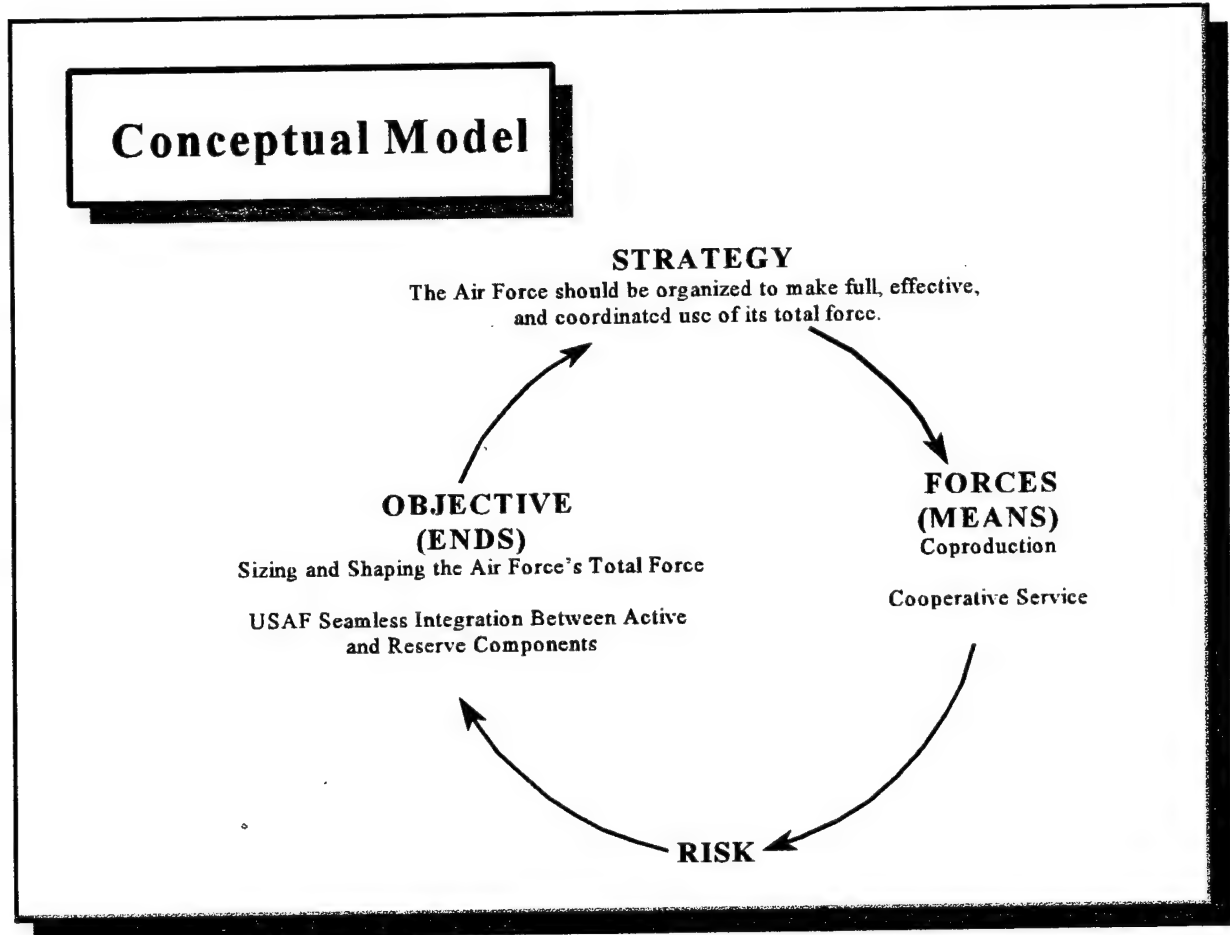 Conceptual Model
STRATEGY
The Air Force should be organized to make full, effective,
and coordinated use of its total force.
OBJECTIVE
(ENDS)
Sizing and Shaping the Air Force's Total Force
USAF Seamless Integration Between Active
and Reserve Components
FORCES
(MEANS)
Coproduction
Cooperative Service
RISK